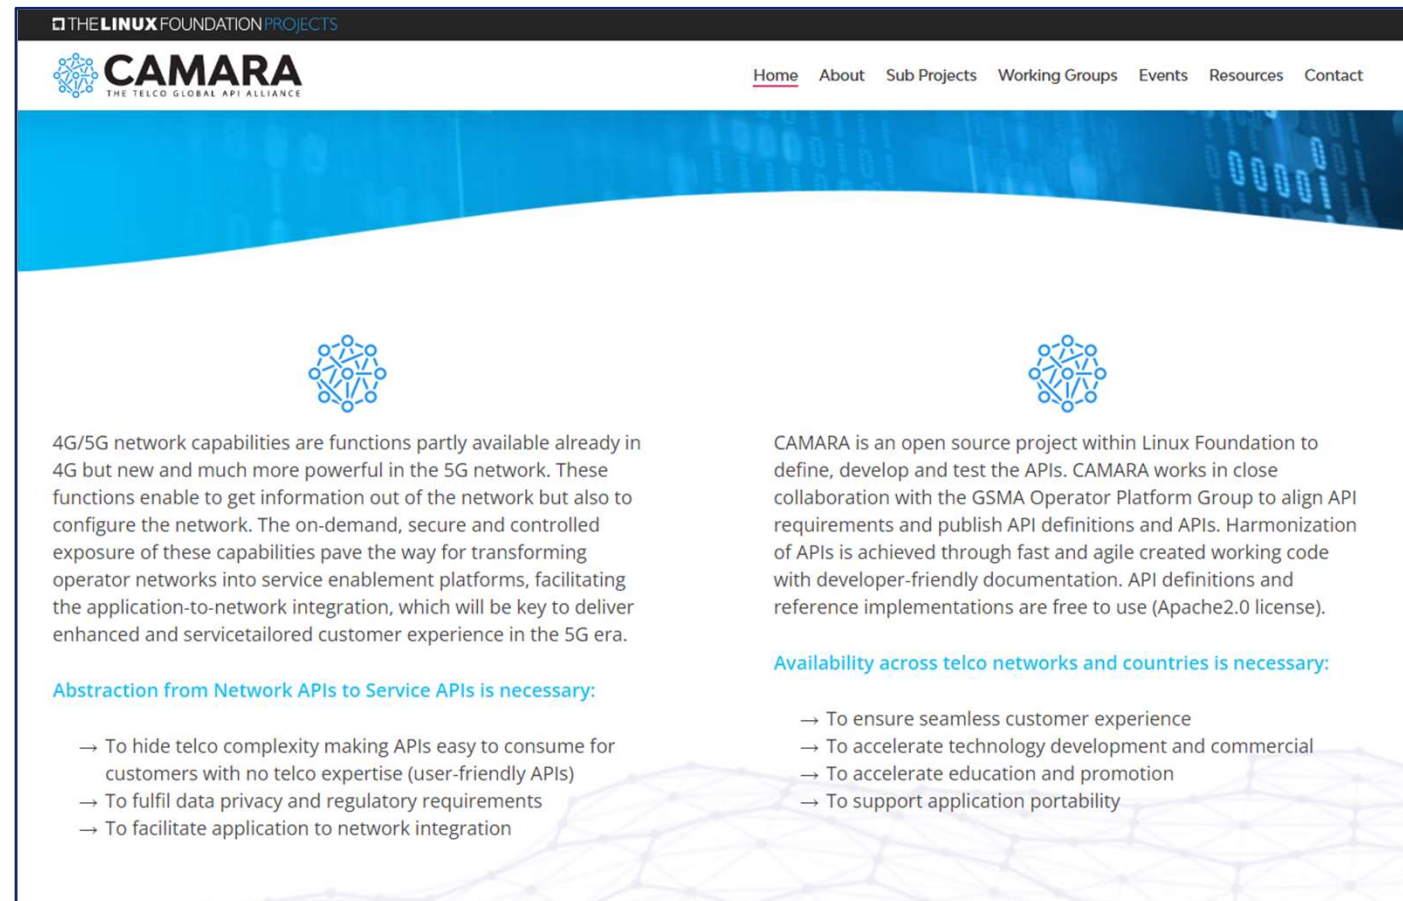 THE LINUX FOUNDATION PROJECTS
CAMARA
THE TELCO GLOBAL API ALLIANCE
Home About Sub Projects Working Groups Events Resources Contact
4G/5G network capabilities are functions partly available already in
4G but new and much more powerful in the 5G network. These
functions enable to get information out of the network but also to
configure the network. The on-demand, secure and controlled
exposure of these capabilities pave the way for transforming
operator networks into service enablement platforms, facilitating
the application-to-network integration, which will be key to deliver
enhanced and servicetailored customer experience in the 5G era.
Abstraction from Network APIs to Service APIs is necessary:
→ To hide telco complexity making APIs easy to consume for
customers with no telco expertise (user-friendly APIs)
→ To fulfil data privacy and regulatory requirements
→ To facilitate application to network integration
CAMARA is an open source project within Linux Foundation to
define, develop and test the APIs. CAMARA works in close
collaboration with the GSMA Operator Platform Group to align API
requirements and publish API definitions and APIs. Harmonization
of APIs is achieved through fast and agile created working code
with developer-friendly documentation. API definitions and
reference implementations are free to use (Apache2.0 license).
Availability across telco networks and countries is necessary:
→ To ensure seamless customer experience
→ To accelerate technology development and commercial
→ To accelerate education and promotion
→ To support application portability